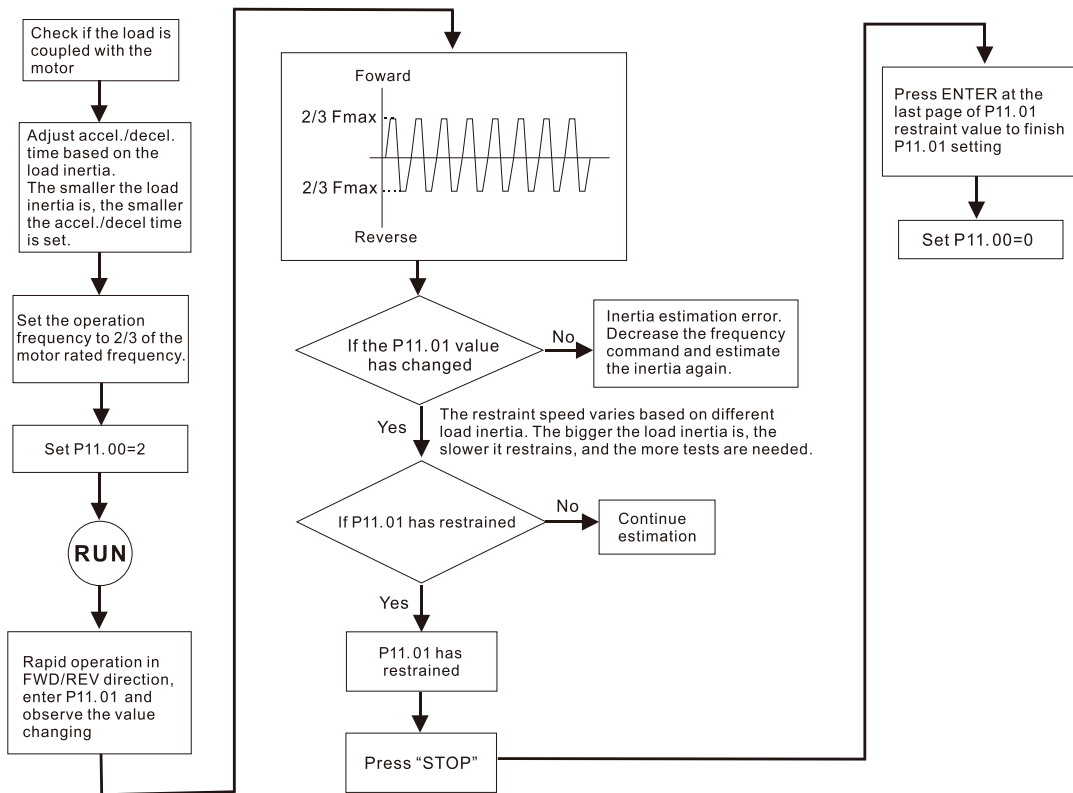 Check if the load is
coupled with the
motor
Adjust accel./decel.
time based on the
load inertia.
The smaller the load
inertia is, the smaller
the accel./decel time
is set.
Set the operation
frequency to 2/3 of the
motor rated frequency.
Set P11.00=2
RUN
Rapid operation in
FWD/REV direction,
enter P11.01 and
observe the value
changing
Foward
2/3 Fmax
2/3 Fmax
Reverse
If the P11.01 value
has changed
No
Inertia estimation error.
Decrease the frequency
command and estimate
the inertia again.
Yes
The restraint speed varies based on different
load inertia. The bigger the load inertia is, the
slower it restrains, and the more tests are needed.
If P11.01 has restrained
No
Continue
estimation
Yes
P11.01 has
restrained
Press “STOP”
Press ENTER at the
last page of P11.01
restraint value to finish
P11.01 setting
Set P11.00=0